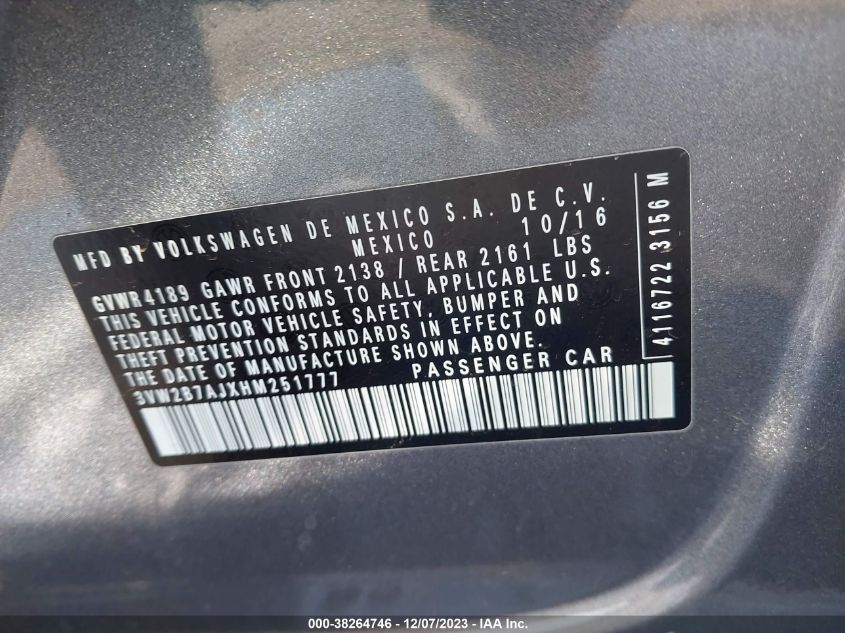 MFD BY VOLKSWAGEN DE MEXICO S.A. DE C.V.
MEXICO 10/16
GVWR4189 GAWR FRONT 2138 / REAR 2161 LBS
THIS VEHICLE CONFORMS TO ALL APPLICABLE U.S.
FEDERAL MOTOR VEHICLE SAFETY, BUMPER AND
THEFT PREVENTION STANDARDS IN EFFECT ON
THE DATE OF MANUFACTURE SHOWN ABOVE.
3VW2B7AJXHM251777 PASSENGER CAR
4116722 3156 M
000-38264746 - 12/07/2023 - IAA Inc.